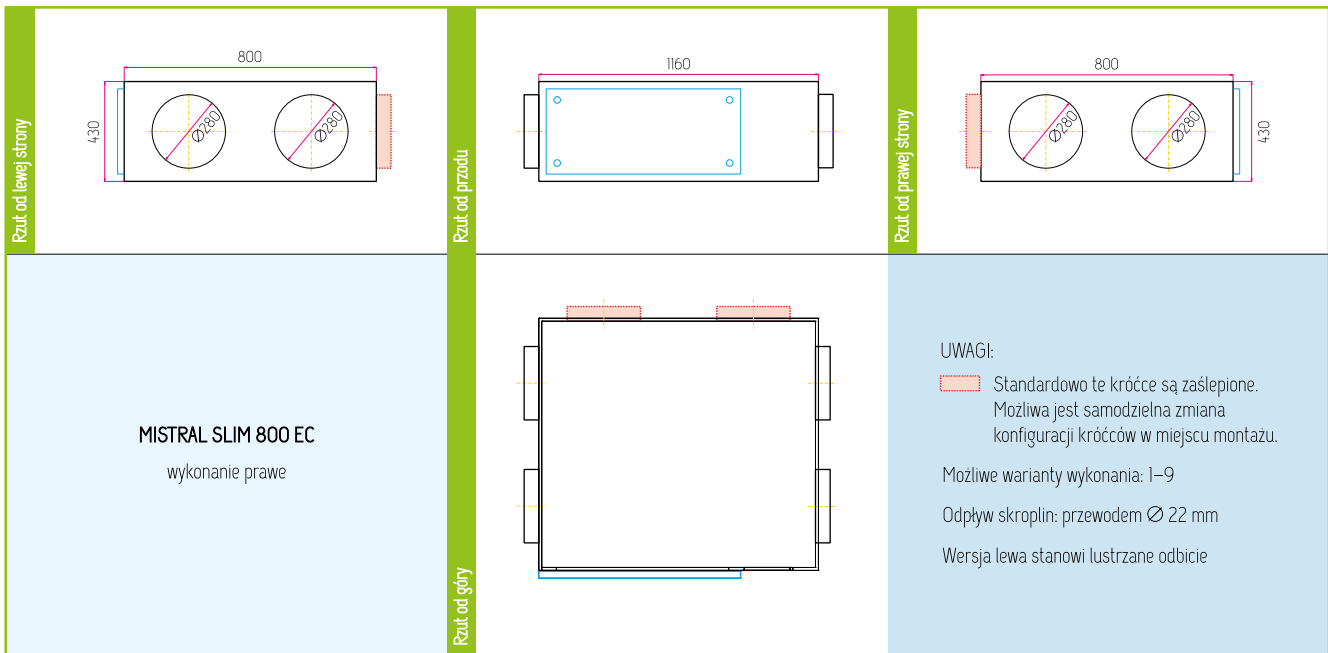 Rzut od lewej strony
800
430
Ø280
Ø280
Rzut od przodu
1160
Rzut od prawej strony
800
430
Ø280
Ø280
MISTRAL SLIM 800 EC
wykonanie prawe
Rzut od góry
UWAGI:
Standardowo te króćce są zaślepione.
Możliwa jest samodzielna zmiana
konfiguracji króćców w miejscu montażu.
Możliwe warianty wykonania: 1–9
Odpływ skroplin: przewodem Ø 22 mm
Wersja lewa stanowi lustrzane odbicie